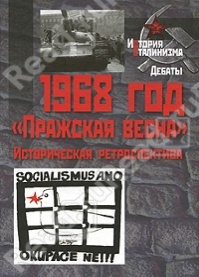 История
Сталинизма
Дебаты
1968 год
«Пражская весна»
Историческая ретроспектива
SOCIALISMUS ANO
OKUPACE NE!!!